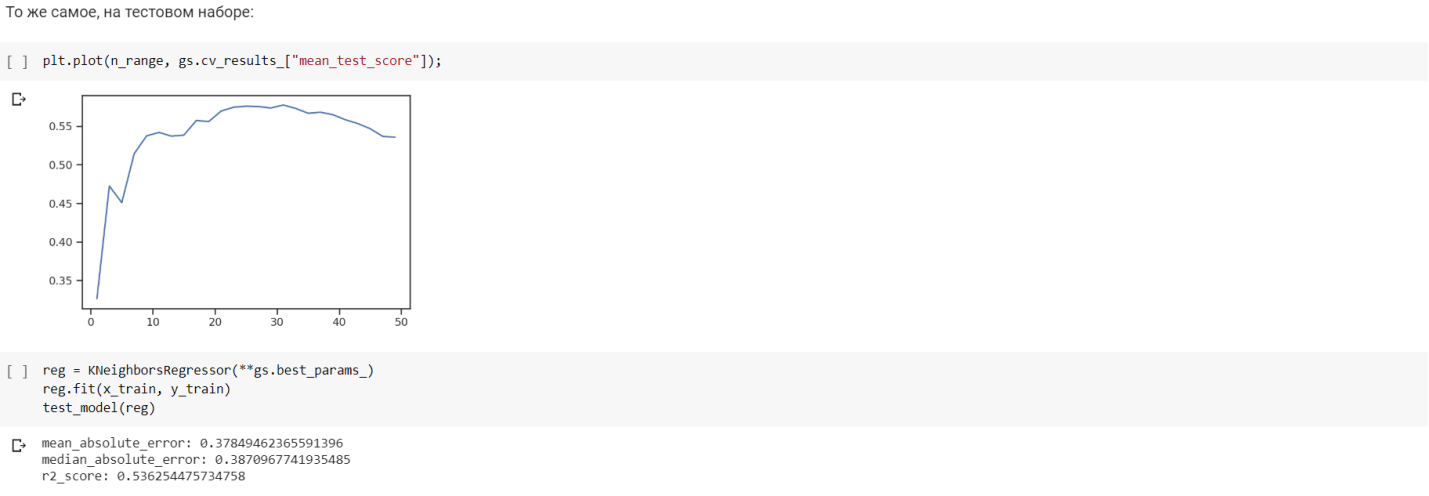 То же самое, на тестовом наборе:
[ ] plt.plot(n_range, gs.cv_results_["mean_test_score"]);
0.55
0.50
0.45
0.40
0.35
0 10 20 30 40 50
[ ] reg = KNeighborsRegressor(**gs.best_params_)
reg.fit(x_train, y_train)
test_model(reg)
mean_absolute_error: 0.37849462365591396
median_absolute_error: 0.3870967741935485
r2_score: 0.536254475734758